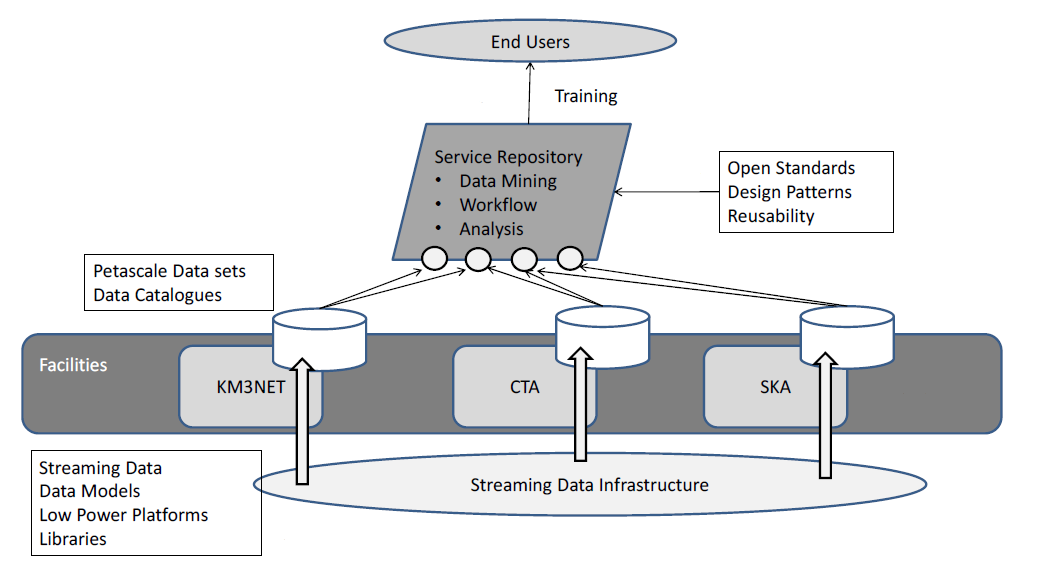 End Users
Training
Service Repository
• Data Mining
• Workflow
• Analysis
Open Standards
Design Patterns
Reusability
Petascale Data sets
Data Catalogues
Facilities
KM3NET
CTA
SKA
Streaming Data
Data Models
Low Power Platforms
Libraries
Streaming Data Infrastructure